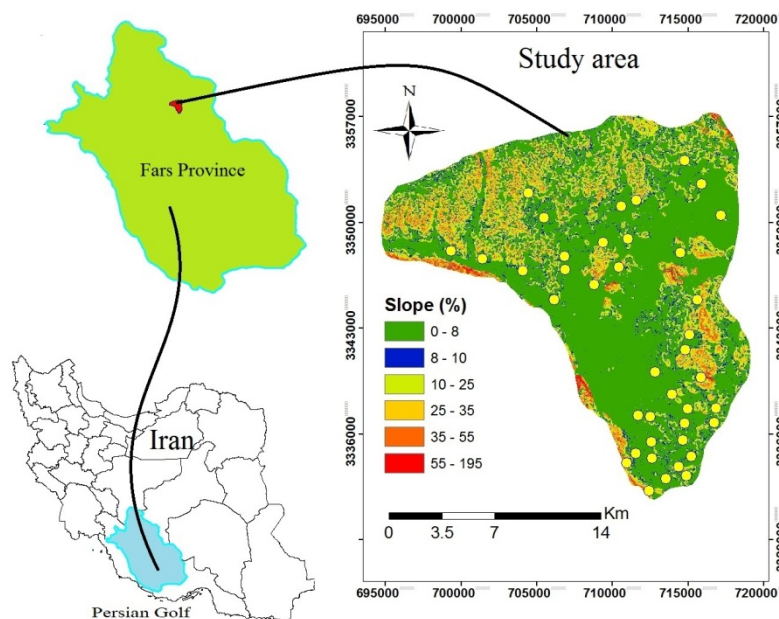 695000 700000 705000 710000 715000 720000
Study area
N
Fars Province
3357000
3350000
3343000
3336000
Slope (%)
0 - 8
8 - 10
10 - 25
25 - 35
35 - 55
55 - 195
Km
0 3.5 7 14
Iran
Persian Golf
695000 700000 705000 710000 715000 720000